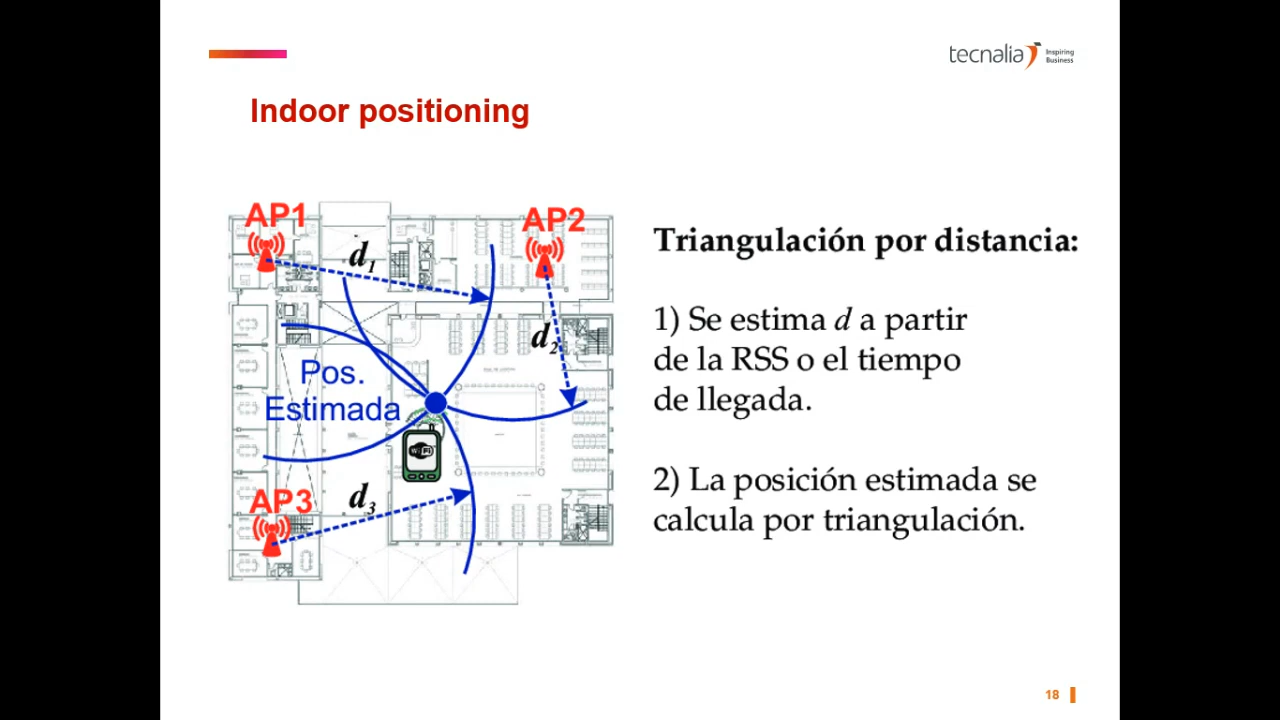 tecnalia Inspiring Business
Indoor positioning
AP1
AP2
d1
d2
Pos.
Estimada
WiFi
AP3
d3
Triangulación por distancia:
1) Se estima d a partir
de la RSS o el tiempo
de llegada.
2) La posición estimada se
calcula por triangulación.
18